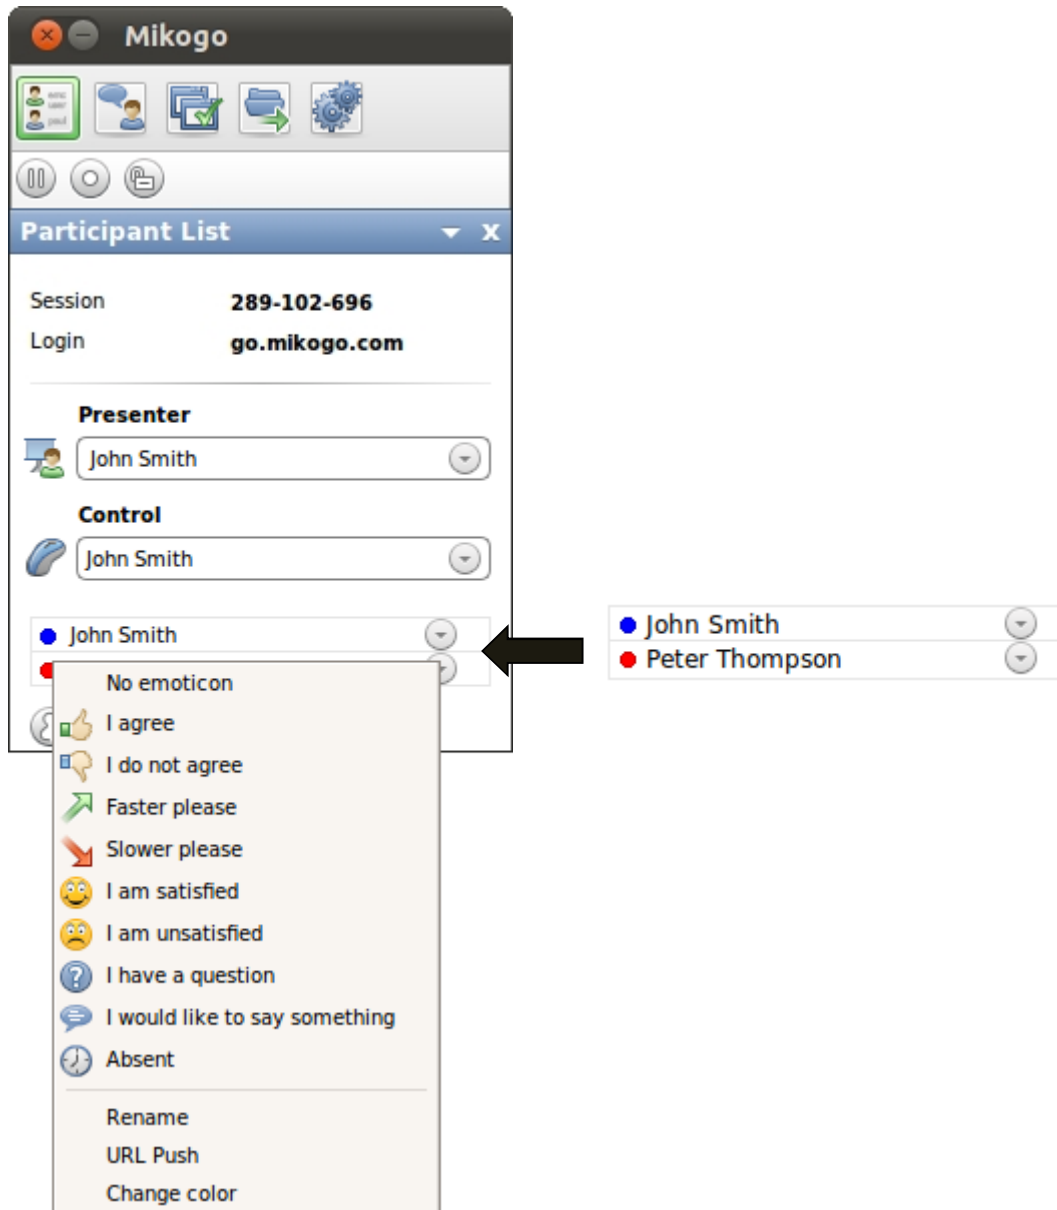 Mikogo
Participant List
Session 289-102-696
Login go.mikogo.com
Presenter
John Smith
Control
John Smith
John Smith
No emoticon
I agree
I do not agree
Faster please
Slower please
I am satisfied
I am unsatisfied
I have a question
I would like to say something
Absent
Rename
URL Push
Change color
John Smith
Peter Thompson